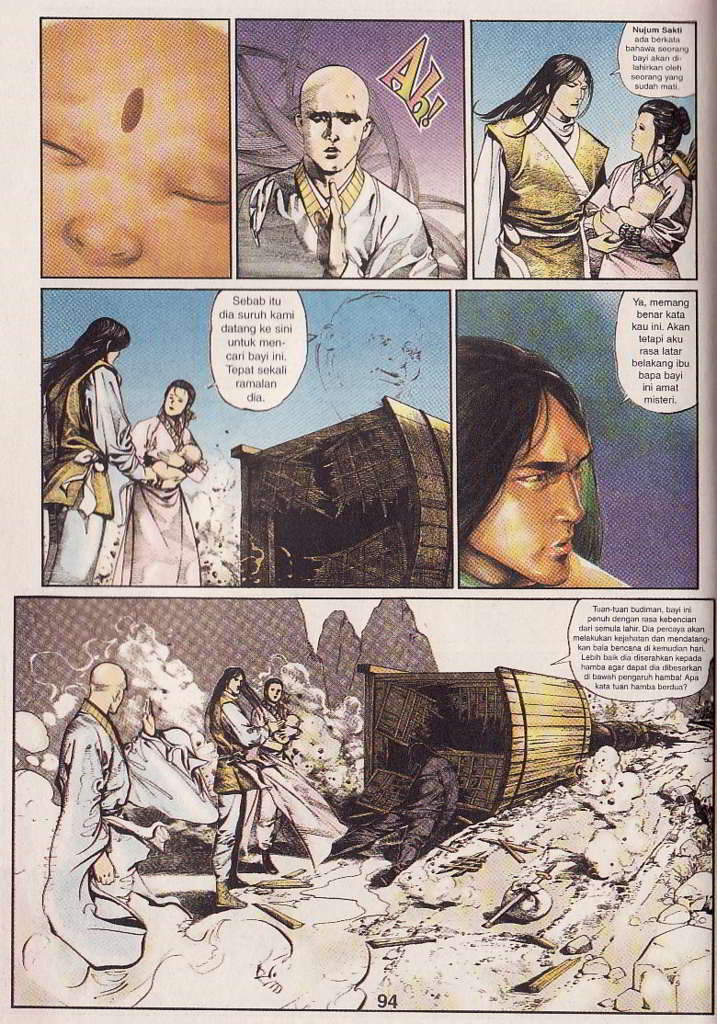 Ah!
Nujum Sakti
ada berkata
bahawa seorang
bayi akan di-
lahirkan oleh
seorang yang
sudah mati.
Sebab itu
dia suruh kami
datang ke sini
untuk men-
cari bayi ini.
Tepat sekali
ramalan
dia.
Ya, memang
benar kata
kau ini. Akan
tetapi aku
rasa latar
belakang ibu
bapa bayi
ini amat
misteri.
Tuan-tuan budiman, bayi ini
penuh dengan rasa kebencian
dari semula lahir. Dia percaya akan
melakukan kejahatan dan mendatang-
kan bala bencana di kemudian hari.
Lebih baik dia diserahkan kepada
hamba agar dapat dia dibesarkan
di bawah pengaruh hamba! Apa
kata tuan hamba berdua?
94